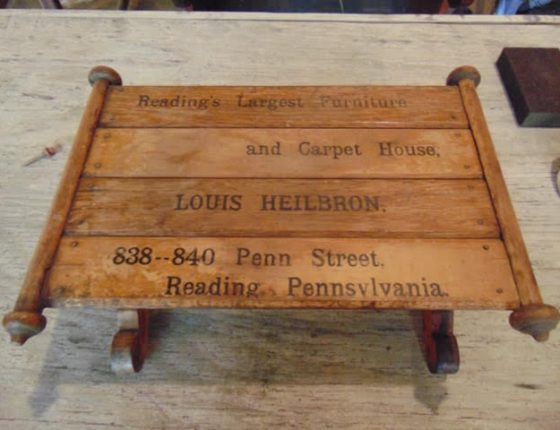 Reading's Largest Furniture
and Carpet House,
LOUIS HEILBRON,
838--840 Penn Street,
Reading, Pennsylvania.